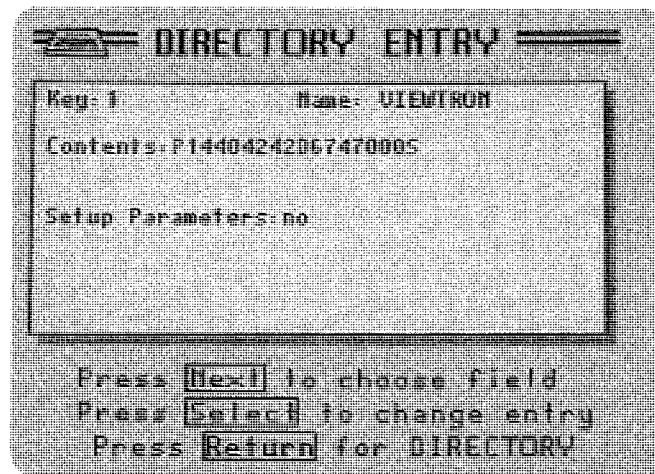 DIRECTORY ENTRY
Key: 1 Name: VIEWTRON
Contents:P14404242D6747000S
Setup Parameters:no
Press Next to choose field
Press Select to change entry
Press Return for DIRECTORY